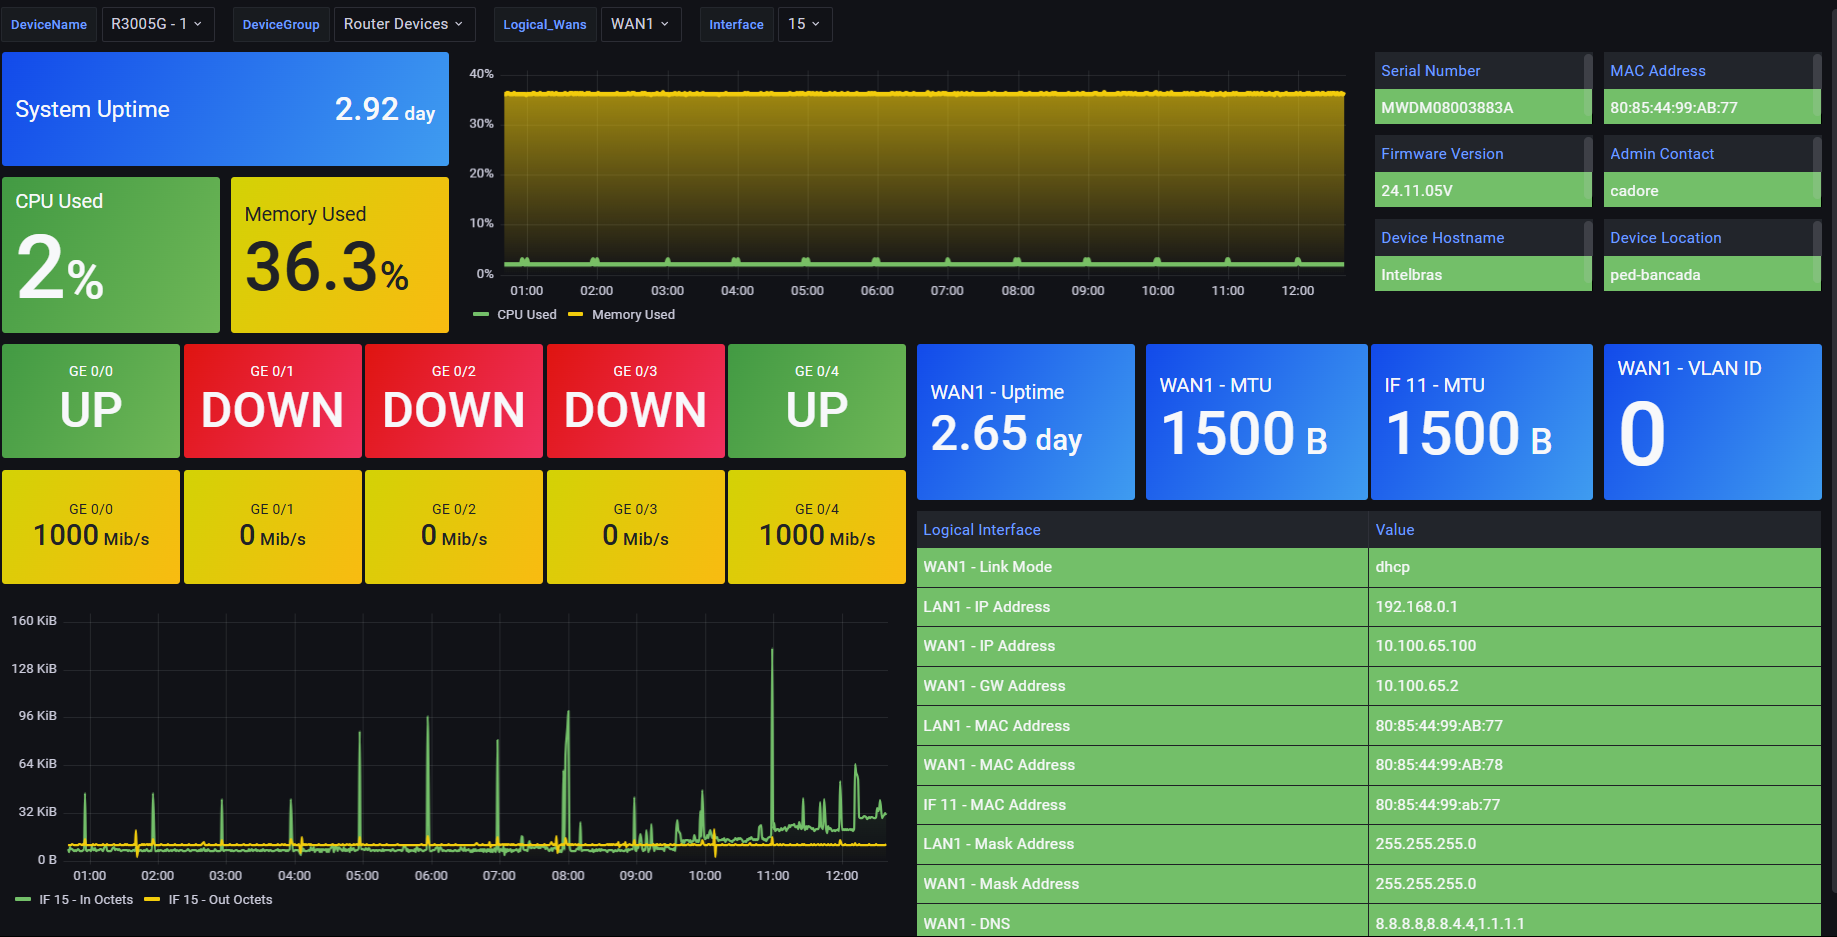 DeviceName R3005G - 1 DeviceGroup Router Devices Logical_Wans WAN1 Interface 15
System Uptime 2.92 day
CPU Used
2%
Memory Used
36.3%
40%
30%
20%
10%
0%
01:00 02:00 03:00 04:00 05:00 06:00 07:00 08:00 09:00 10:00 11:00 12:00
CPU Used Memory Used
Serial Number
MWDM08003883A
MAC Address
80:85:44:99:AB:77
Firmware Version
24.11.05V
Admin Contact
cadore
Device Hostname
Intelbras
Device Location
ped-bancada
GE 0/0
UP
GE 0/1
DOWN
GE 0/2
DOWN
GE 0/3
DOWN
GE 0/4
UP
GE 0/0
1000 Mib/s
GE 0/1
0 Mib/s
GE 0/2
0 Mib/s
GE 0/3
0 Mib/s
GE 0/4
1000 Mib/s
WAN1 - Uptime
2.65 day
WAN1 - MTU
1500 B
IF 11 - MTU
1500 B
WAN1 - VLAN ID
0
160 KiB
128 KiB
96 KiB
64 KiB
32 KiB
0 B
01:00 02:00 03:00 04:00 05:00 06:00 07:00 08:00 09:00 10:00 11:00 12:00
IF 15 - In Octets IF 15 - Out Octets
Logical Interface Value
WAN1 - Link Mode dhcp
LAN1 - IP Address 192.168.0.1
WAN1 - IP Address 10.100.65.100
WAN1 - GW Address 10.100.65.2
LAN1 - MAC Address 80:85:44:99:AB:77
WAN1 - MAC Address 80:85:44:99:AB:78
IF 11 - MAC Address 80:85:44:99:ab:77
LAN1 - Mask Address 255.255.255.0
WAN1 - Mask Address 255.255.255.0
WAN1 - DNS 8.8.8.8,8.8.4.4,1.1.1.1